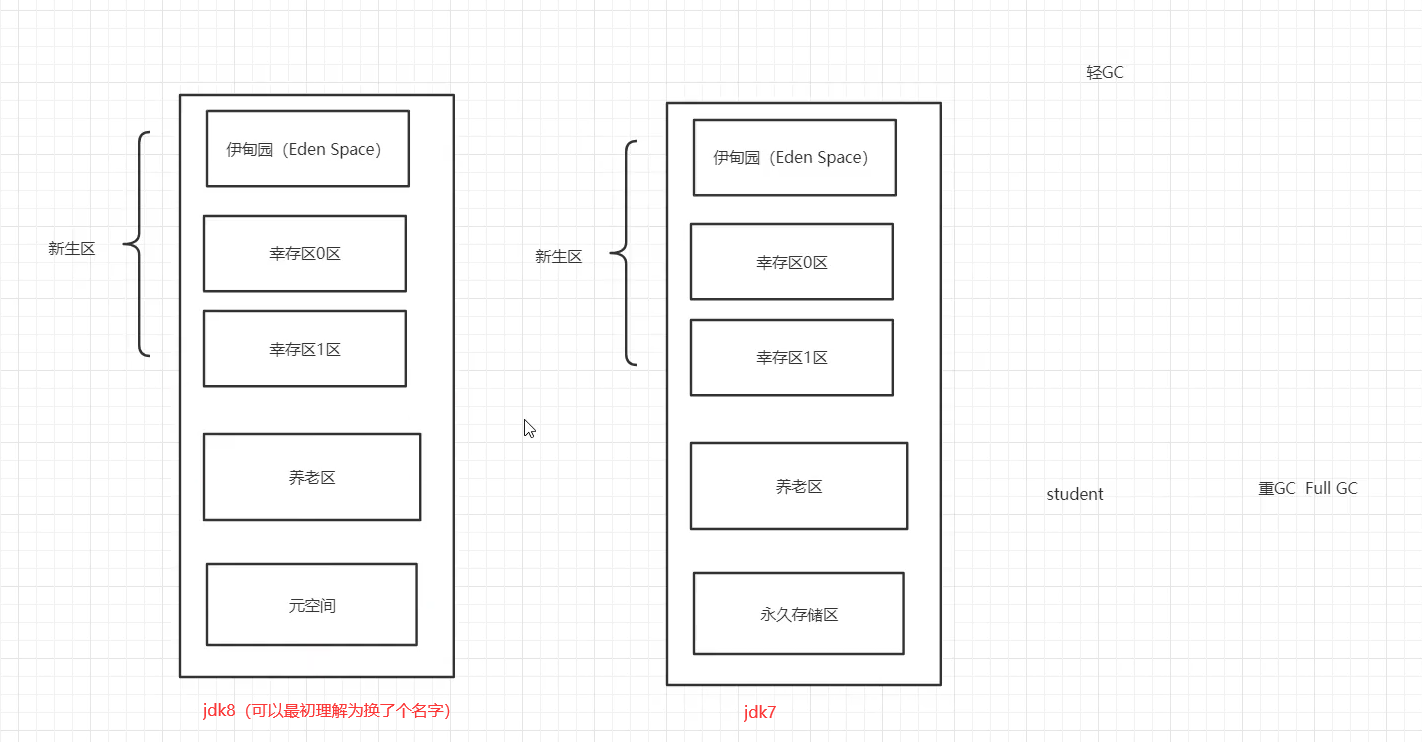 轻GC
伊甸园（Eden Space）
幸存区0区
新生区
幸存区1区
养老区
元空间
jdk8（可以最初理解为换了个名字）
伊甸园（Eden Space）
幸存区0区
新生区
幸存区1区
养老区
永久存储区
jdk7
student
重GC  Full GC